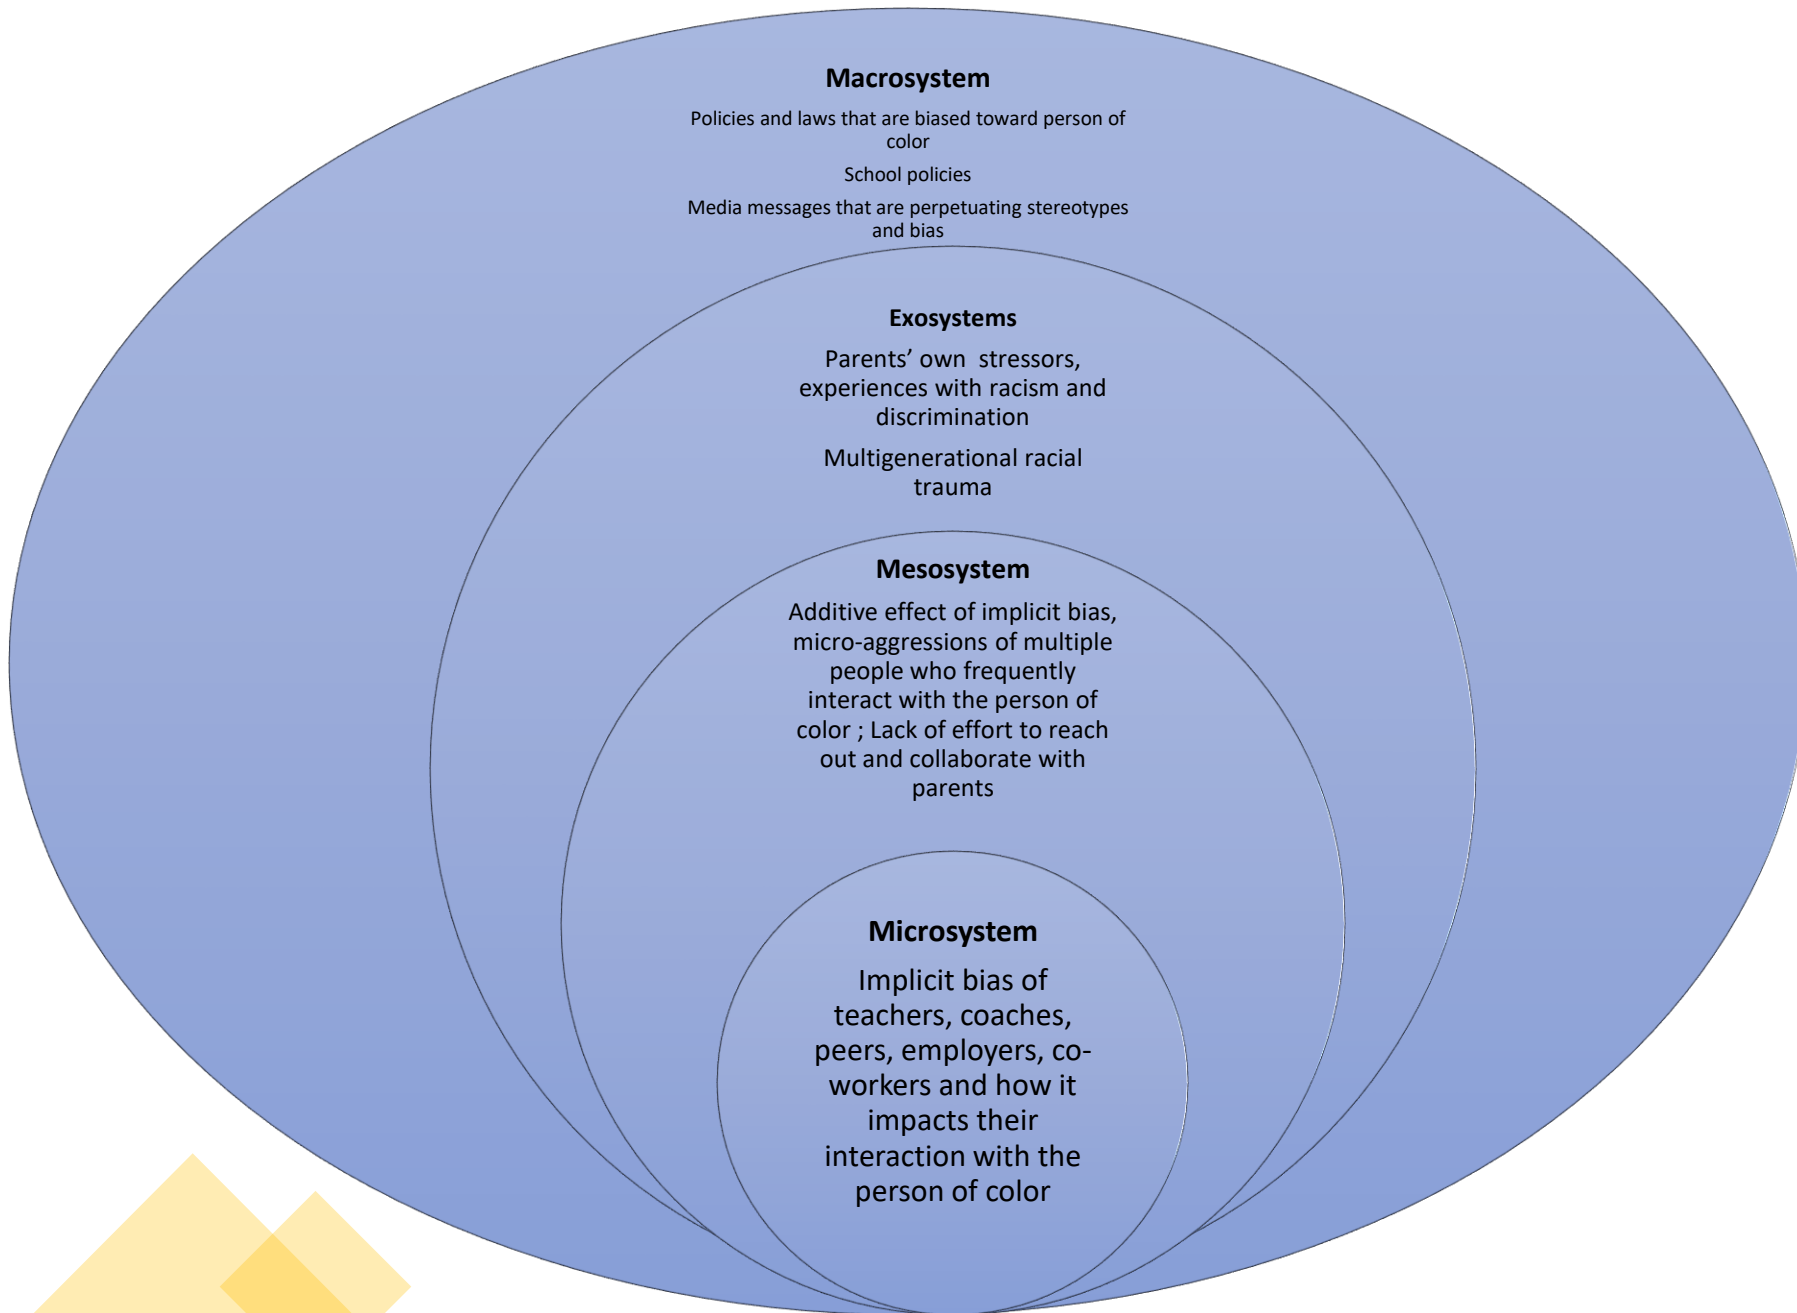 Macrosystem
Policies and laws that are biased toward person of
color
School policies
Media messages that are perpetuating stereotypes
and bias
Exosystems
Parents’ own  stressors,
experiences with racism and
discrimination
Multigenerational racial
trauma
Mesosystem
Additive effect of implicit bias,
micro-aggressions of multiple
people who frequently
interact with the person of
color ; Lack of effort to reach
out and collaborate with
parents
Microsystem
Implicit bias of
teachers, coaches,
peers, employers, co-
workers and how it
impacts their
interaction with the
person of color